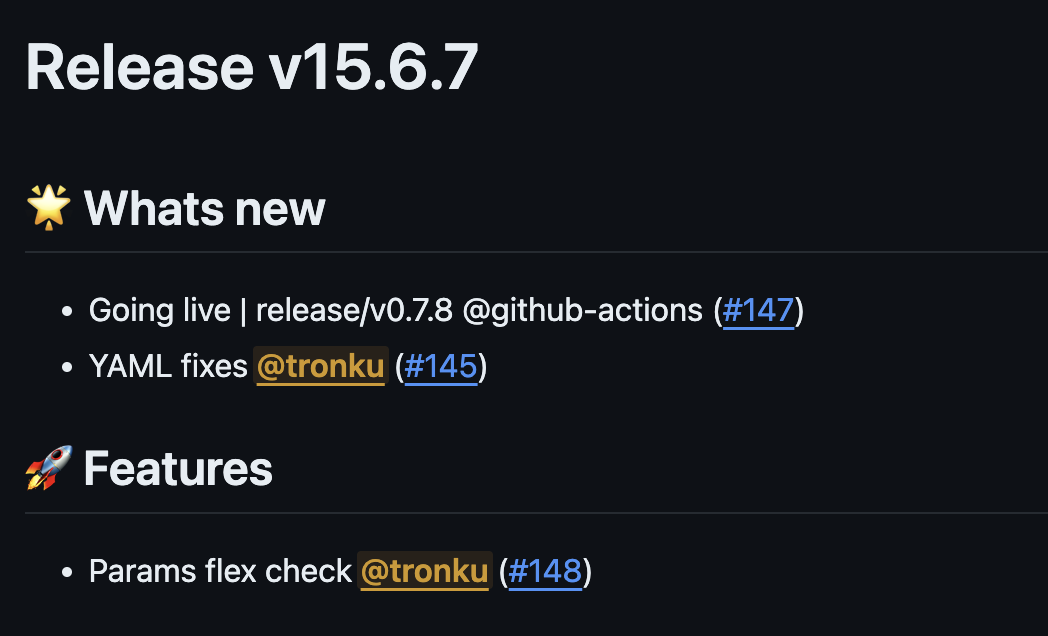 Release v15.6.7
🌟 Whats new
• Going live | release/v0.7.8 @github-actions (#147)
• YAML fixes @tronku (#145)
🚀 Features
• Params flex check @tronku (#148)